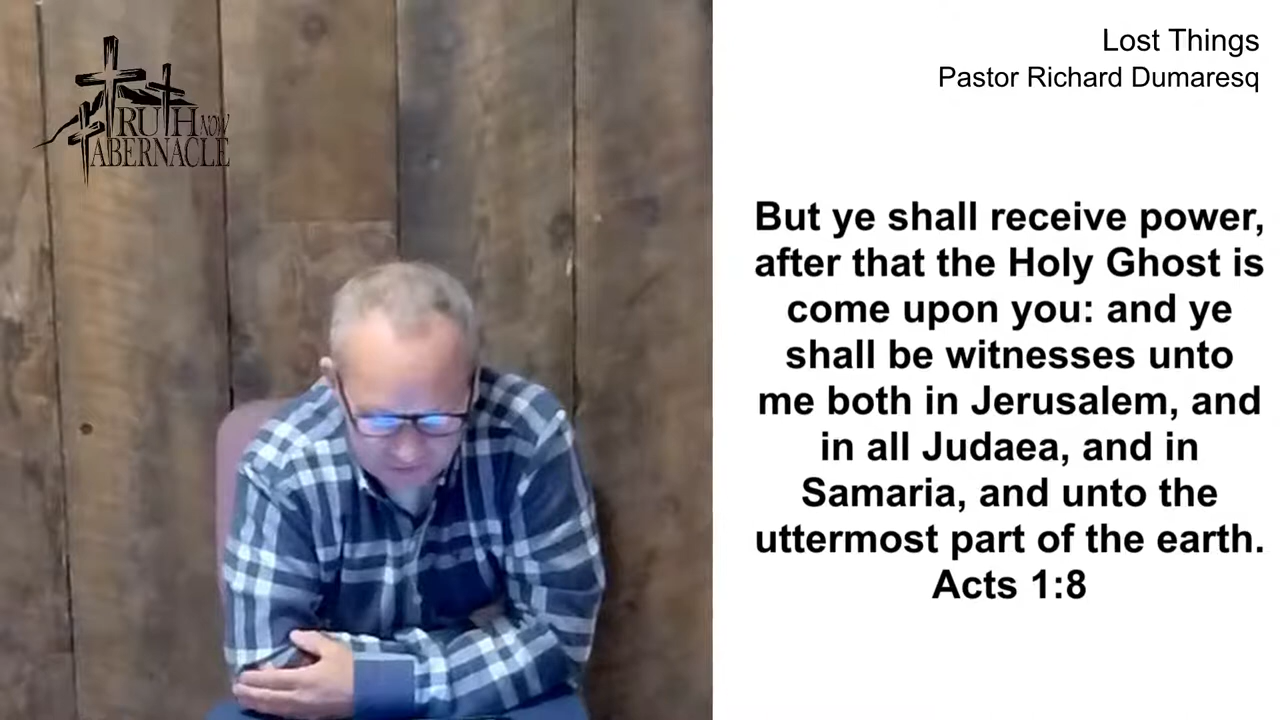 TRUTH NOW
TABERNACLE
Lost Things
Pastor Richard Dumaresq
But ye shall receive power,
after that the Holy Ghost is
come upon you: and ye
shall be witnesses unto
me both in Jerusalem, and
in all Judaea, and in
Samaria, and unto the
uttermost part of the earth.
Acts 1:8